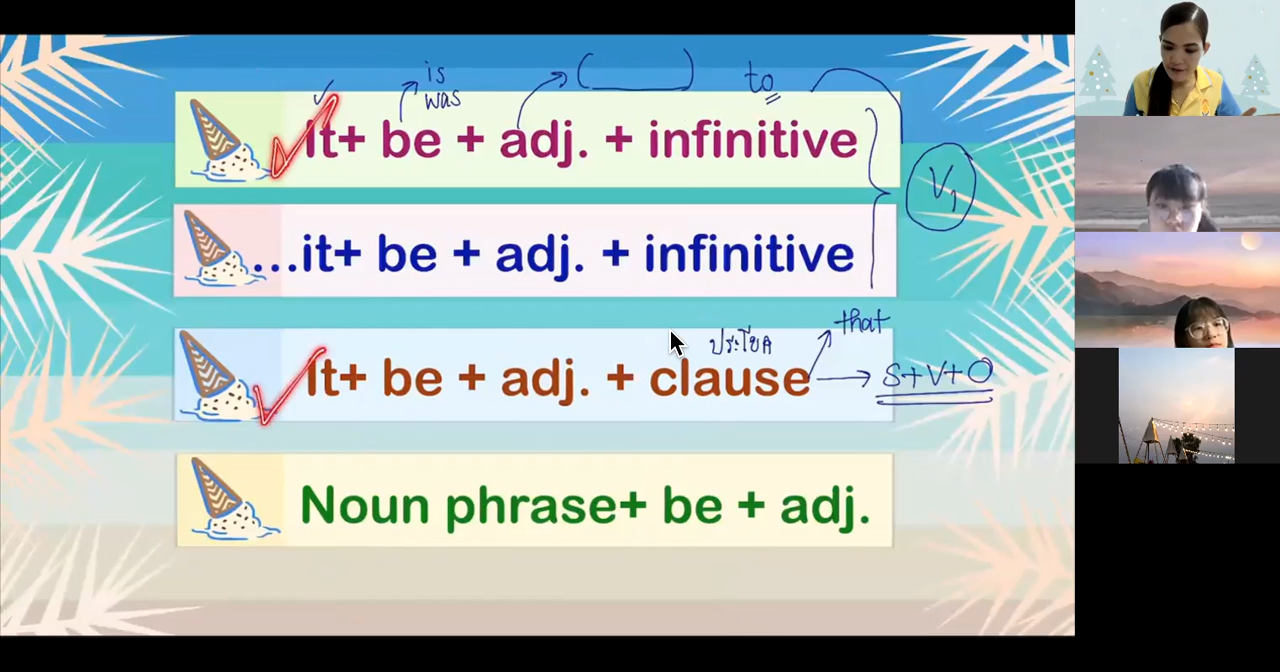 is
was
( ) to
It+ be + adj. + infinitive
V1
...it+ be + adj. + infinitive
that
ประโยค
It+ be + adj. + clause
S+V+O
Noun phrase+ be + adj.